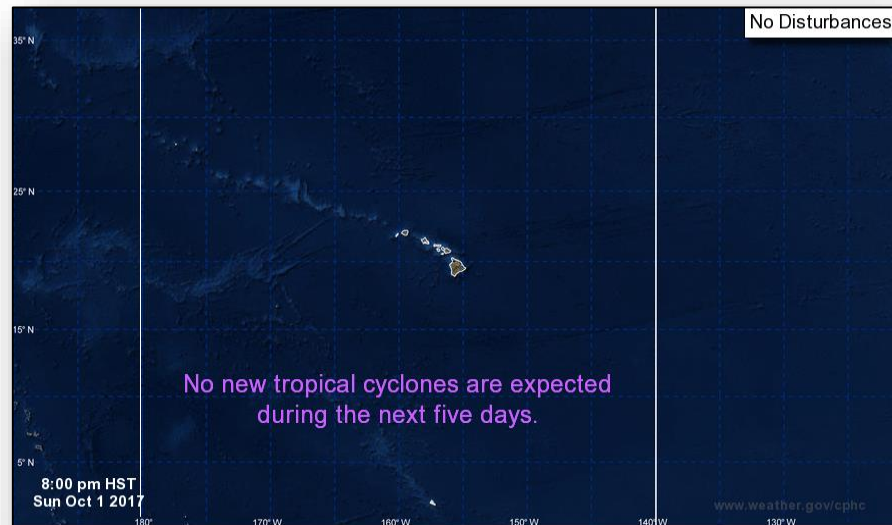 No Disturbances
35° N
25° N
15° N
No new tropical cyclones are expected
during the next five days.
5° N
8:00 pm HST
Sun Oct 1 2017
www.weather.gov/cphc
180° 170° W 160° W 150° W 140° W 130° W